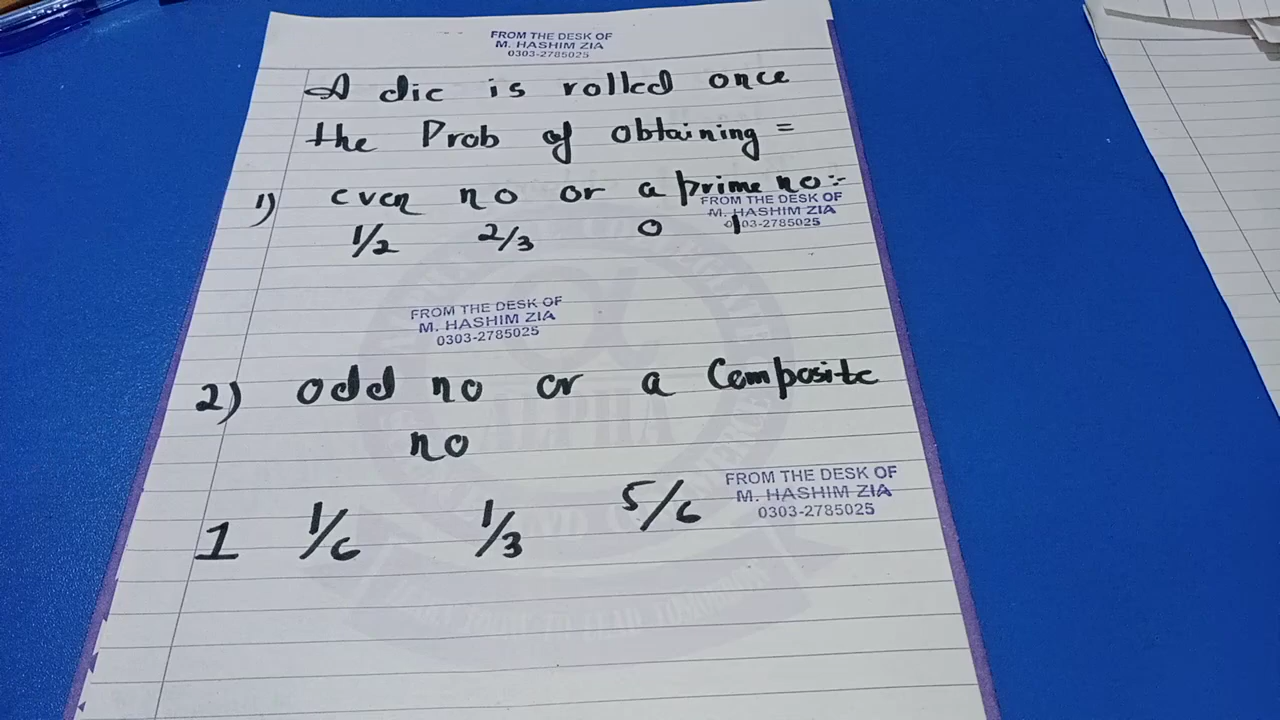 FROM THE DESK OF
M. HASHIM ZIA
0303-2785025
A die is rolled once
the Prob of obtaining =
1) even no or a prime no:-
FROM THE DESK OF
M. HASHIM ZIA
0303-2785025
1/2 2/3 0 1
FROM THE DESK OF
M. HASHIM ZIA
0303-2785025
2) odd no or a Composite
no
FROM THE DESK OF
M. HASHIM ZIA
0303-2785025
1 1/6 1/3 5/6